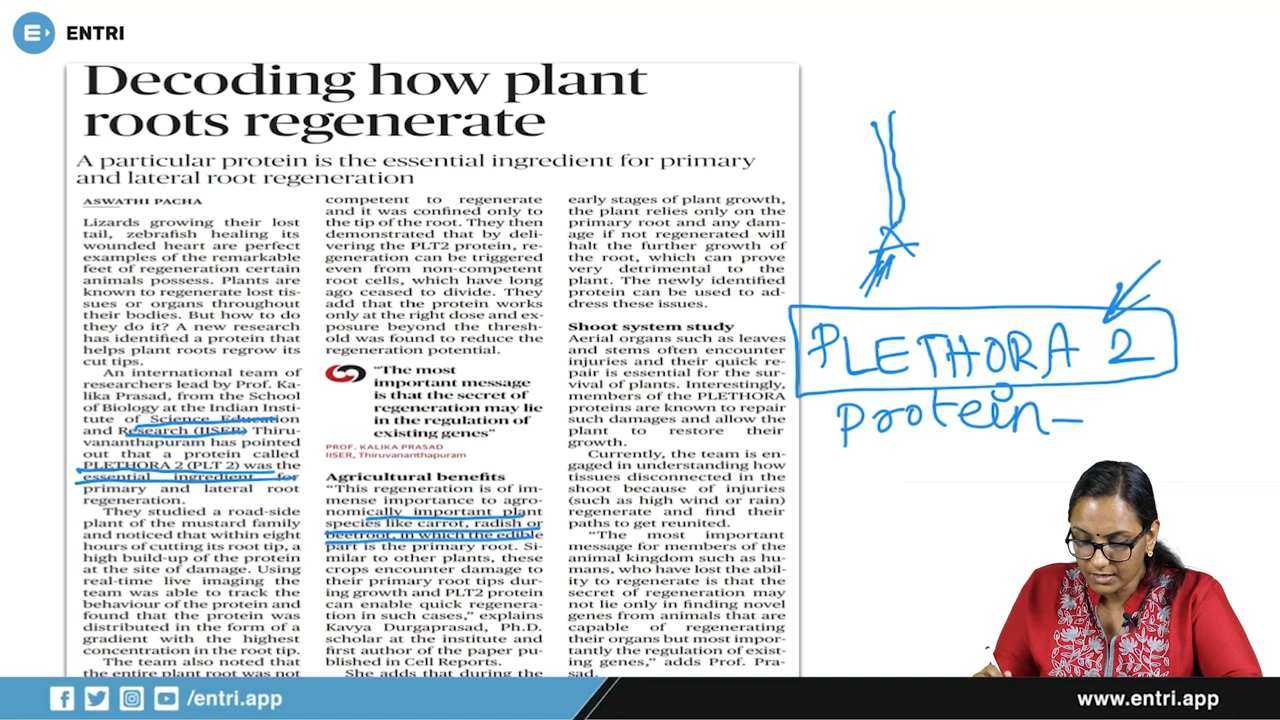 ENTRI
Decoding how plant
roots regenerate
A particular protein is the essential ingredient for primary
and lateral root regeneration
ASWATHI PACHA
Lizards growing their lost
tail, zebrafish healing its
wounded heart are perfect
examples of the remarkable
feet of regeneration certain
animals possess. Plants are
known to regenerate lost tis-
sues or organs throughout
their bodies. But how to do
they do it? A new research
has identified a protein that
helps plant roots regrow its
cut tips.
An international team of
researchers lead by Prof. Ka-
lika Prasad, from the School
of Biology at the Indian Insti-
tute of Science Education
and Research (IISER) Thiru-
vananthapuram has pointed
out that a protein called
PLETHORA 2 (PLT 2) was the
essential ingredient for
primary and lateral root
regeneration.
They studied a road-side
plant of the mustard family
and noticed that within eight
hours of cutting its root tip, a
high build-up of the protein
at the site of damage. Using
real-time live imaging the
team was able to track the
behaviour of the protein and
found that the protein was
distributed in the form of a
gradient with the highest
concentration in the root tip.
The team also noted that
the entire plant root was not
competent to regenerate
and it was confined only to
the tip of the root. They then
demonstrated that by deli-
vering the PLT2 protein, re-
generation can be triggered
even from non-competent
root cells, which have long
ago ceased to divide. They
add that the protein works
only at the right dose and ex-
posure beyond the thresh-
old was found to reduce the
regeneration potential.
"The most
important message
is that the secret of
regeneration may lie
in the regulation of
existing genes"
PROF. KALIKA PRASAD
IISER, Thiruvananthapuram
Agricultural benefits
"This regeneration is of im-
mense importance to agro-
nomically important plant
species like carrot, radish or
beetroot, in which the edible
part is the primary root. Si-
milar to other plants, these
crops encounter damage to
their primary root tips dur-
ing growth and PLT2 protein
can enable quick regenera-
tion in such cases," explains
Kavya Durgaprasad, Ph.D.
scholar at the institute and
first author of the paper pu-
blished in Cell Reports.
She adds that during the
early stages of plant growth,
the plant relies only on the
primary root and any dam-
age if not regenerated will
halt the further growth of
the root, which can prove
very detrimental to the
plant. The newly identified
protein can be used to ad-
dress these issues.
Shoot system study
Aerial organs such as leaves
and stems often encounter
injuries and their quick re-
pair is essential for the sur-
vival of plants. Interestingly,
members of the PLETHORA
proteins are known to repair
such damages and allow the
plant to restore their
growth.
Currently, the team is en-
gaged in understanding how
tissues disconnected in the
shoot because of injuries
(such as high wind or rain)
regenerate and find their
paths to get reunited.
"The most important
message for members of the
animal kingdom such as hu-
mans, who have lost the abil-
ity to regenerate is that the
secret of regeneration may
not lie only in finding novel
genes from animals that are
capable of regenerating
their organs but most impor-
tantly the regulation of exist-
ing genes," adds Prof. Pra-
sad.
PLETHORA 2
protein-
/entri.app
www.entri.app